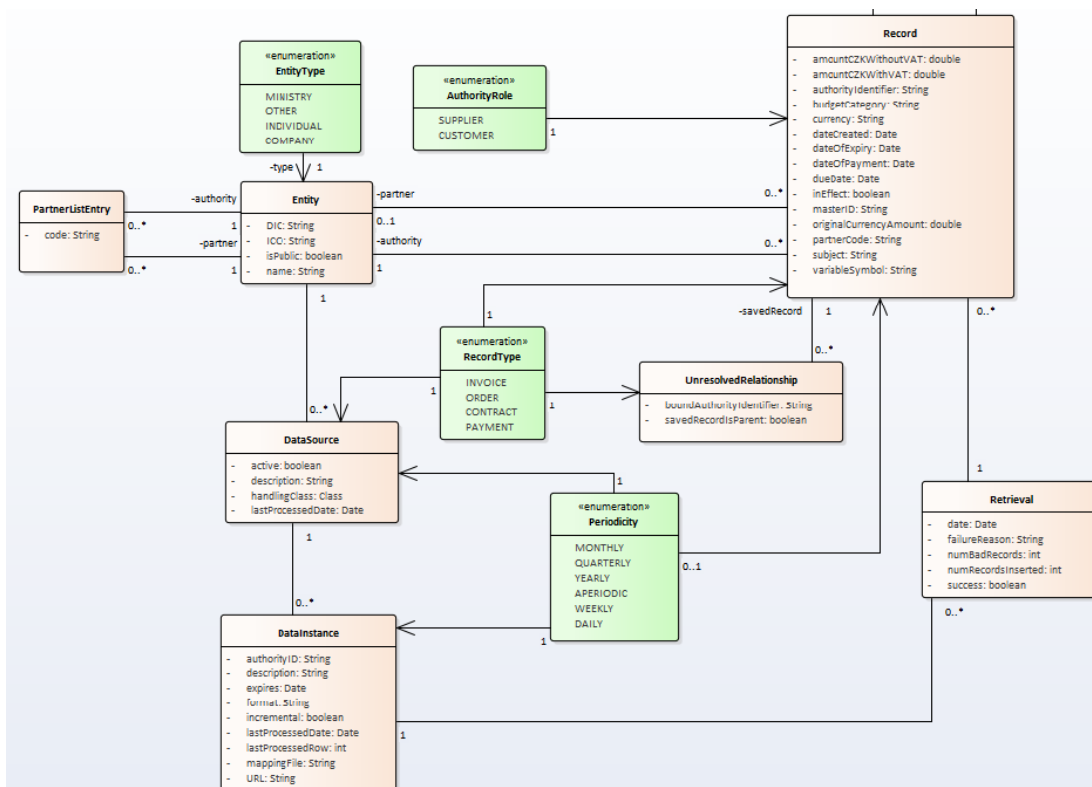 «enumeration»
EntityType
MINISTRY
OTHER
INDIVIDUAL
COMPANY
-type
1
«enumeration»
AuthorityRole
SUPPLIER
CUSTOMER
1
Record
- amountCZKWithoutVAT: double
- amountCZKWithVAT: double
- authorityIdentifier: String
- budgetCategory: String
- currency: String
- dateCreated: Date
- dateOfExpiry: Date
- dateOfPayment: Date
- dueDate: Date
- inEffect: boolean
- masterID: String
- originalCurrencyAmount: double
- partnerCode: String
- subject: String
- variableSymbol: String
PartnerListEntry
- code: String
-authority
0..*
1
-partner
0..*
1
Entity
- DIC: String
- ICO: String
- isPublic: boolean
- name: String
-partner
0..1
0..*
-authority
1
0..*
1
0..*
«enumeration»
RecordType
INVOICE
ORDER
CONTRACT
PAYMENT
1
1
1
-savedRecord
1
0..*
0..*
1
UnresolvedRelationship
- boundAuthorityIdentifier: String
- savedRecordIsParent: boolean
DataSource
- active: boolean
- description: String
- handlingClass: Class
- lastProcessedDate: Date
1
0..*
«enumeration»
Periodicity
MONTHLY
QUARTERLY
YEARLY
APERIODIC
WEEKLY
DAILY
1
0..1
1
Retrieval
- date: Date
- failureReason: String
- numBadRecords: int
- numRecordsInserted: int
- success: boolean
0..*
1
DataInstance
- authorityID: String
- description: String
- expires: Date
- format: String
- incremental: boolean
- lastProcessedDate: Date
- lastProcessedRow: int
- mappingFile: String
- URL: String